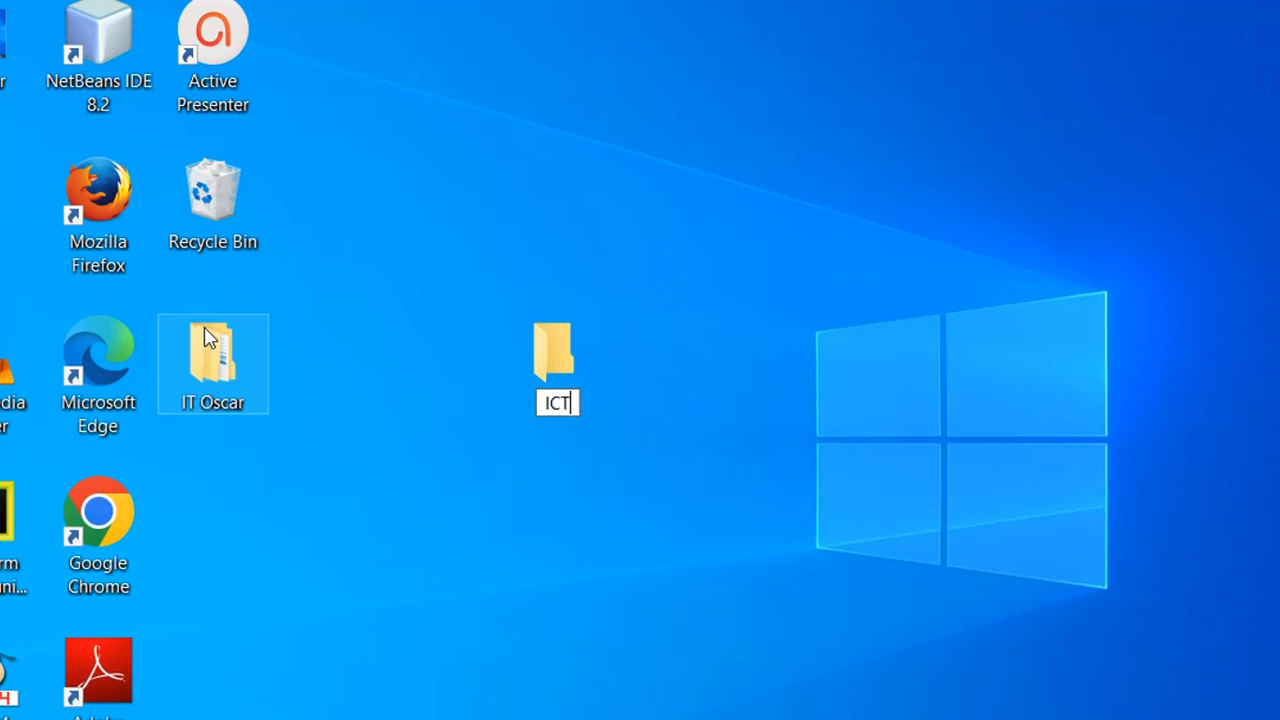 NetBeans IDE
8.2
Active
Presenter
Mozilla
Firefox
Recycle Bin
Microsoft
Edge
IT Oscar
ICT
Google
Chrome